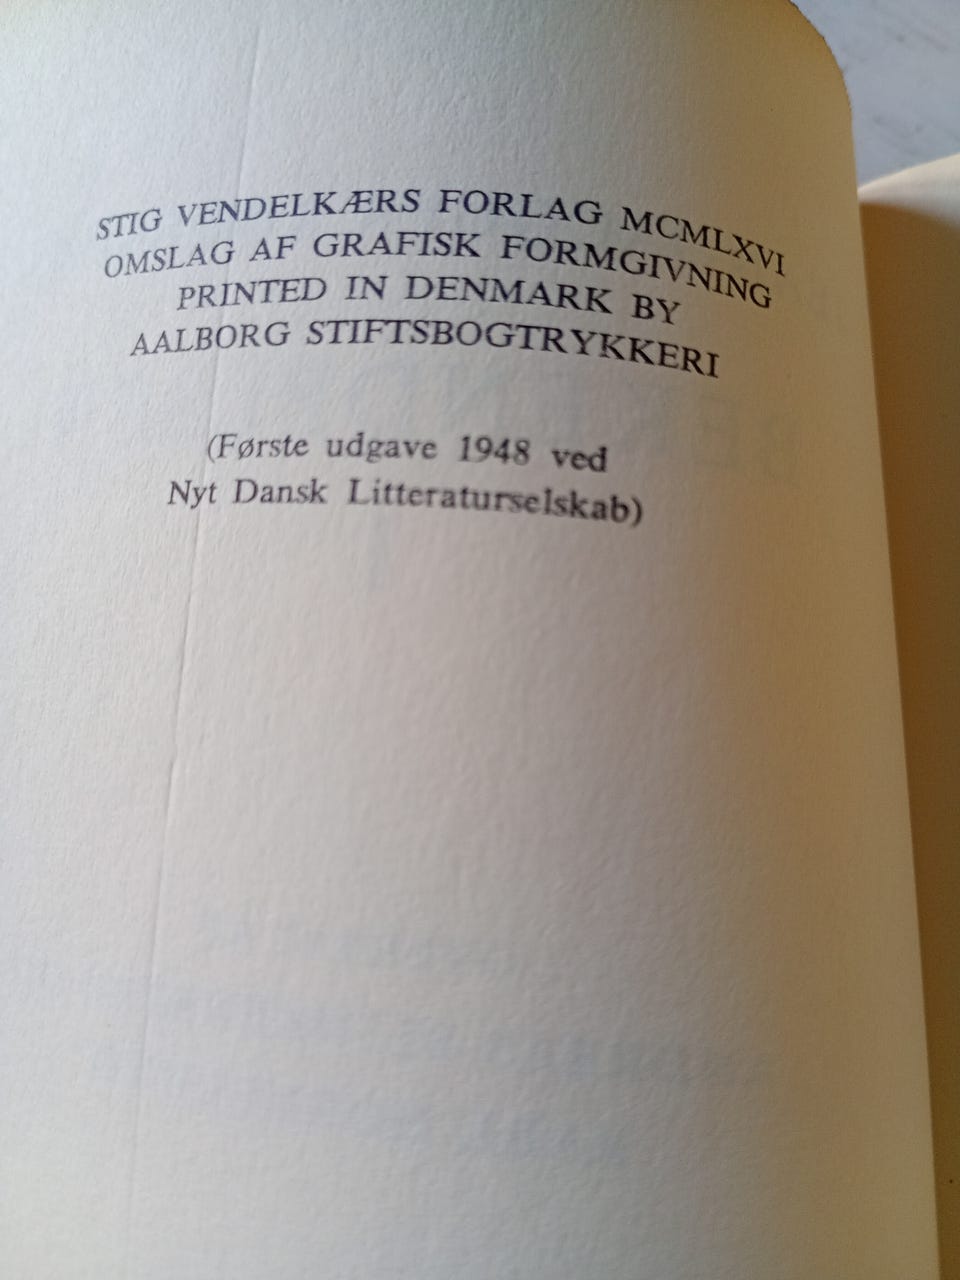 STIG VENDELKÆRS FORLAG MCMLXVI
OMSLAG AF GRAFISK FORMGIVNING
PRINTED IN DENMARK BY
AALBORG STIFTSBOGTRYKKERI
(Første udgave 1948 ved
Nyt Dansk Litteraturselskab)